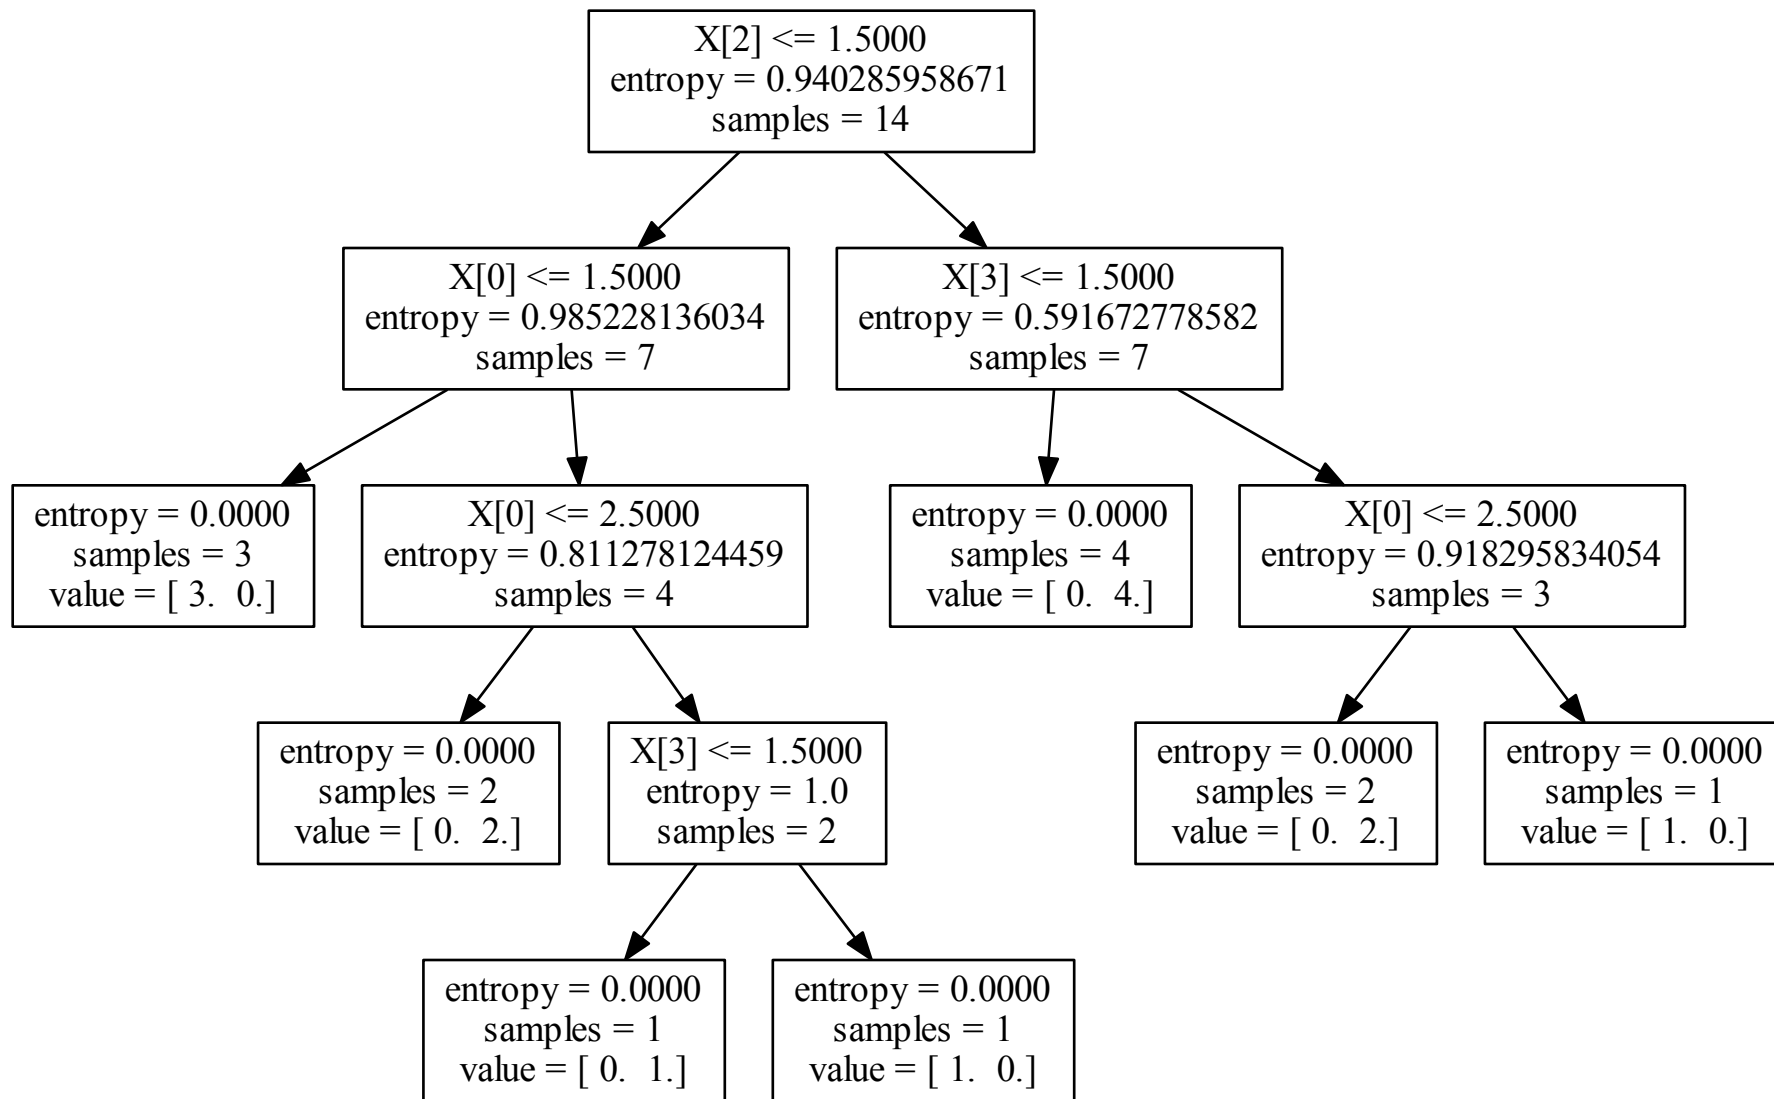 X[2] <= 1.5000
entropy = 0.940285958671
samples = 14
X[0] <= 1.5000
entropy = 0.985228136034
samples = 7
X[3] <= 1.5000
entropy = 0.591672778582
samples = 7
entropy = 0.0000
samples = 3
value = [ 3.  0.]
X[0] <= 2.5000
entropy = 0.811278124459
samples = 4
entropy = 0.0000
samples = 4
value = [ 0.  4.]
X[0] <= 2.5000
entropy = 0.918295834054
samples = 3
entropy = 0.0000
samples = 2
value = [ 0.  2.]
X[3] <= 1.5000
entropy = 1.0
samples = 2
entropy = 0.0000
samples = 2
value = [ 0.  2.]
entropy = 0.0000
samples = 1
value = [ 1.  0.]
entropy = 0.0000
samples = 1
value = [ 0.  1.]
entropy = 0.0000
samples = 1
value = [ 1.  0.]